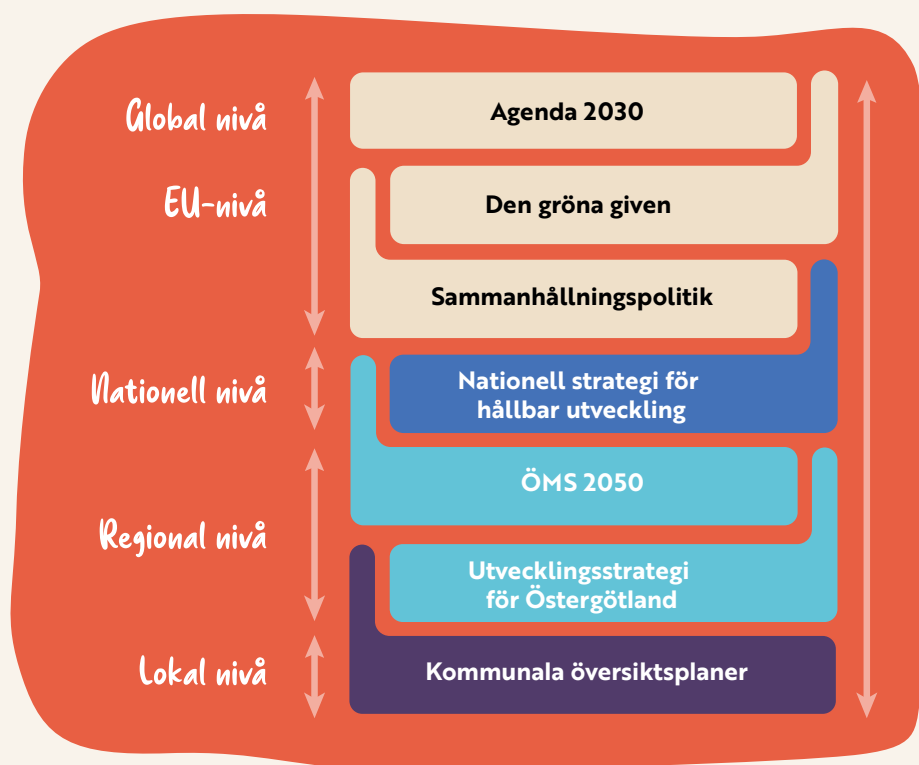 Global nivå
Agenda 2030
EU-nivå
Den gröna given
Sammanhållningspolitik
Nationell nivå
Nationell strategi för
hållbar utveckling
ÖMS 2050
Regional nivå
Utvecklingsstrategi
för Östergötland
Lokal nivå
Kommunala översiktsplaner